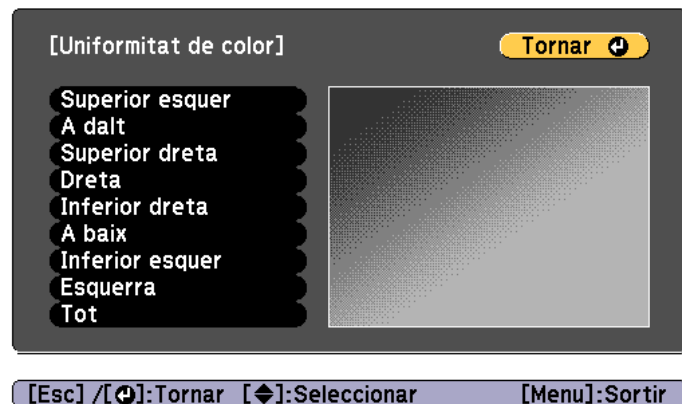 [Uniformitat de color]
Tornar
Superior esquer
A dalt
Superior dreta
Dreta
Inferior dreta
A baix
Inferior esquer
Esquerra
Tot
[Esc] /[⏎]:Tornar [◆]:Seleccionar [Menu]:Sortir